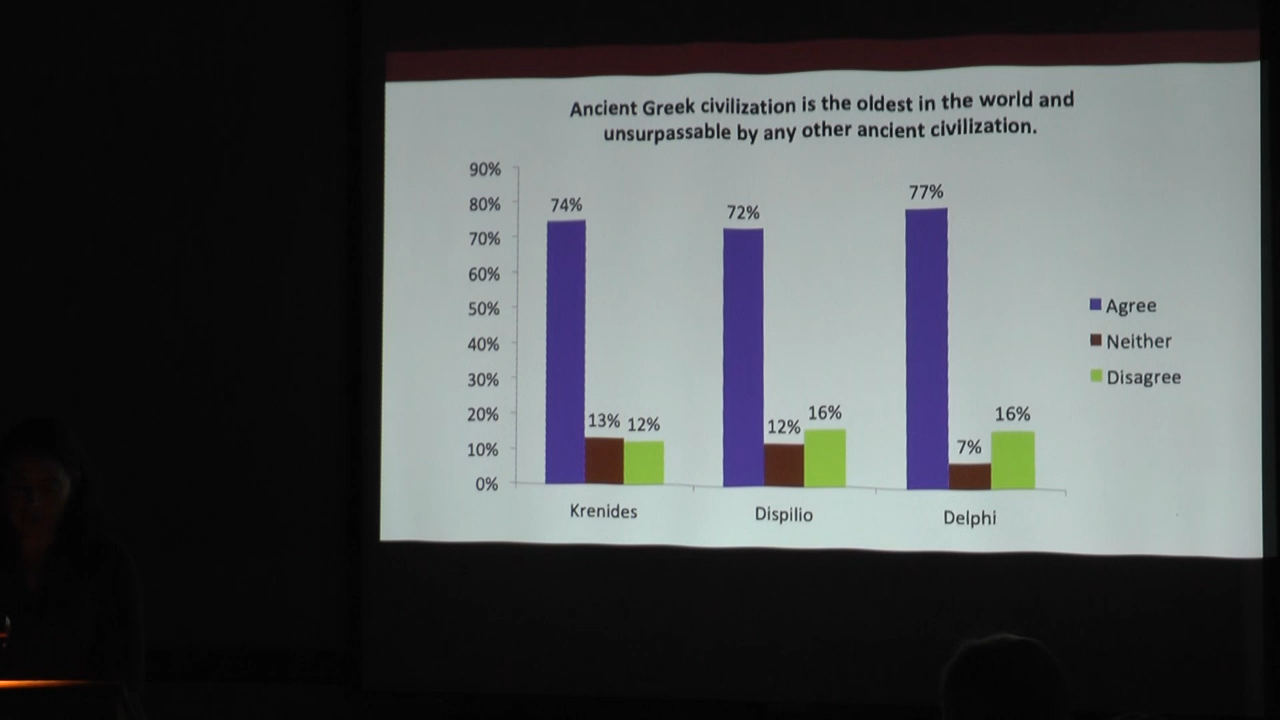 Ancient Greek civilization is the oldest in the world and
unsurpassable by any other ancient civilization.
90%
80%
70%
60%
50%
40%
30%
20%
10%
0%
74%
13%
12%
72%
12%
16%
77%
7%
16%
Krenides
Dispilio
Delphi
Agree
Neither
Disagree